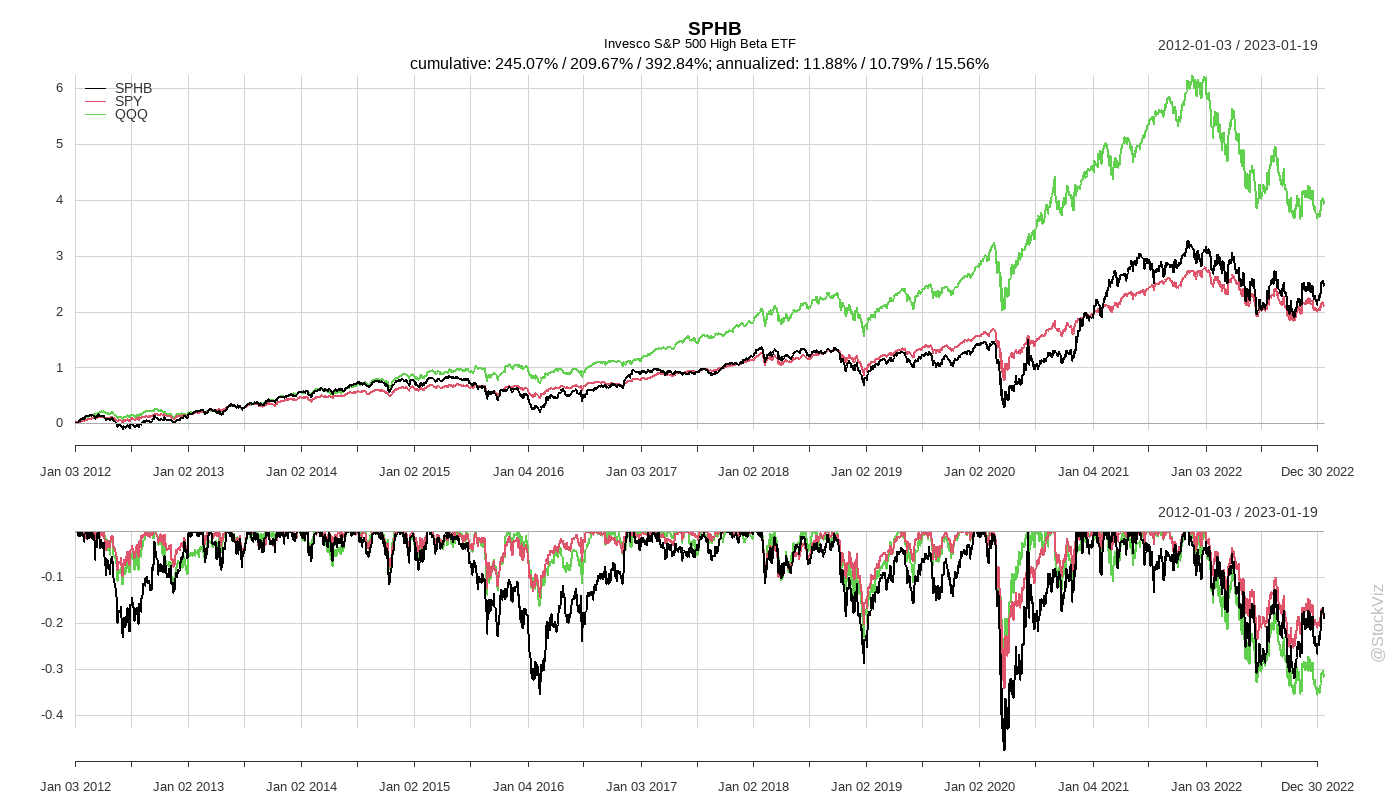 SPHB
Invesco S&P 500 High Beta ETF
2012-01-03 / 2023-01-19
cumulative: 245.07% / 209.67% / 392.84%; annualized: 11.88% / 10.79% / 15.56%
SPHB
SPY
QQQ
6
5
4
3
2
1
0
Jan 03 2012 Jan 02 2013 Jan 02 2014 Jan 02 2015 Jan 04 2016 Jan 03 2017 Jan 02 2018 Jan 02 2019 Jan 02 2020 Jan 04 2021 Jan 03 2022 Dec 30 2022
2012-01-03 / 2023-01-19
-0.1
-0.2
-0.3
-0.4
Jan 03 2012 Jan 02 2013 Jan 02 2014 Jan 02 2015 Jan 04 2016 Jan 03 2017 Jan 02 2018 Jan 02 2019 Jan 02 2020 Jan 04 2021 Jan 03 2022 Dec 30 2022
@StockViz